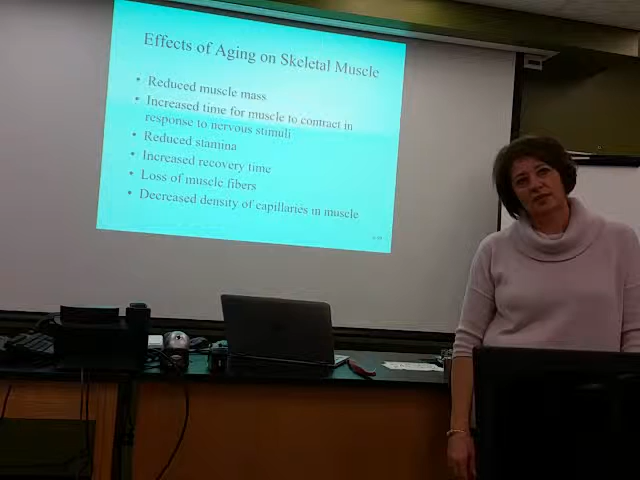 Effects of Aging on Skeletal Muscle
• Reduced muscle mass
• Increased time for muscle to contract in
response to nervous stimuli
• Reduced stamina
• Increased recovery time
• Loss of muscle fibers
• Decreased density of capillaries in muscle